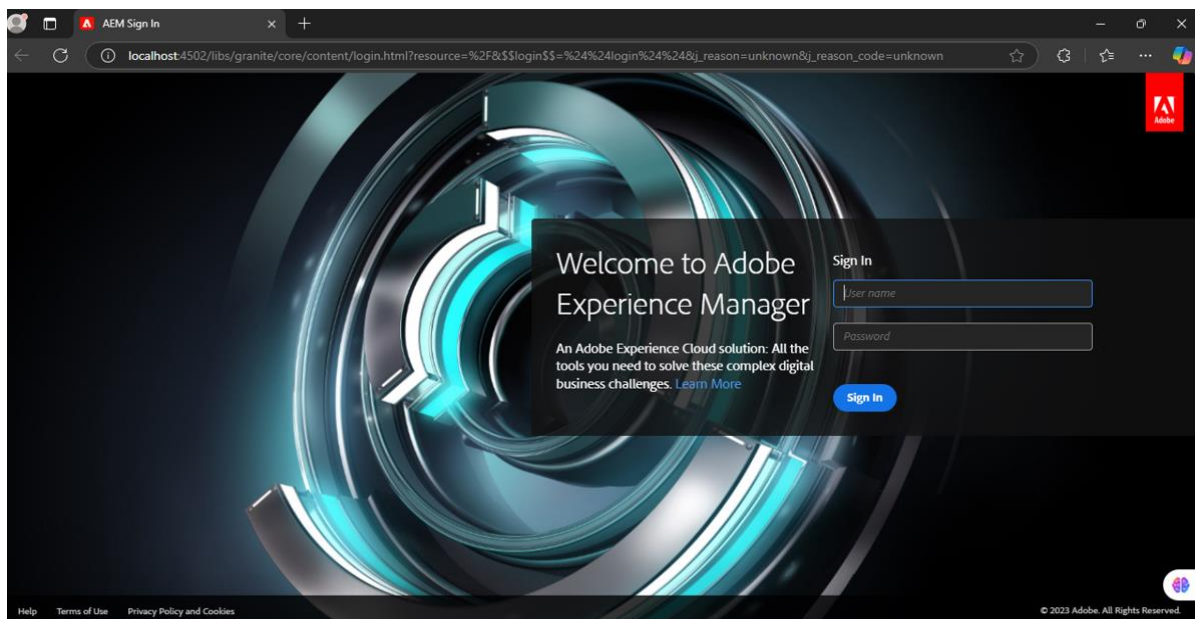 AEM Sign In
localhost:4502/libs/granite/core/content/login.html?resource=%2F&$$login$$=%24%24login%24%24&j_reason=unknown&j_reason_code=unknown
Adobe
Welcome to Adobe
Experience Manager
An Adobe Experience Cloud solution: All the
tools you need to solve these complex digital
business challenges. Learn More
Sign In
User name
Password
Sign In
Help Terms of Use Privacy Policy and Cookies
© 2023 Adobe. All Rights Reserved.